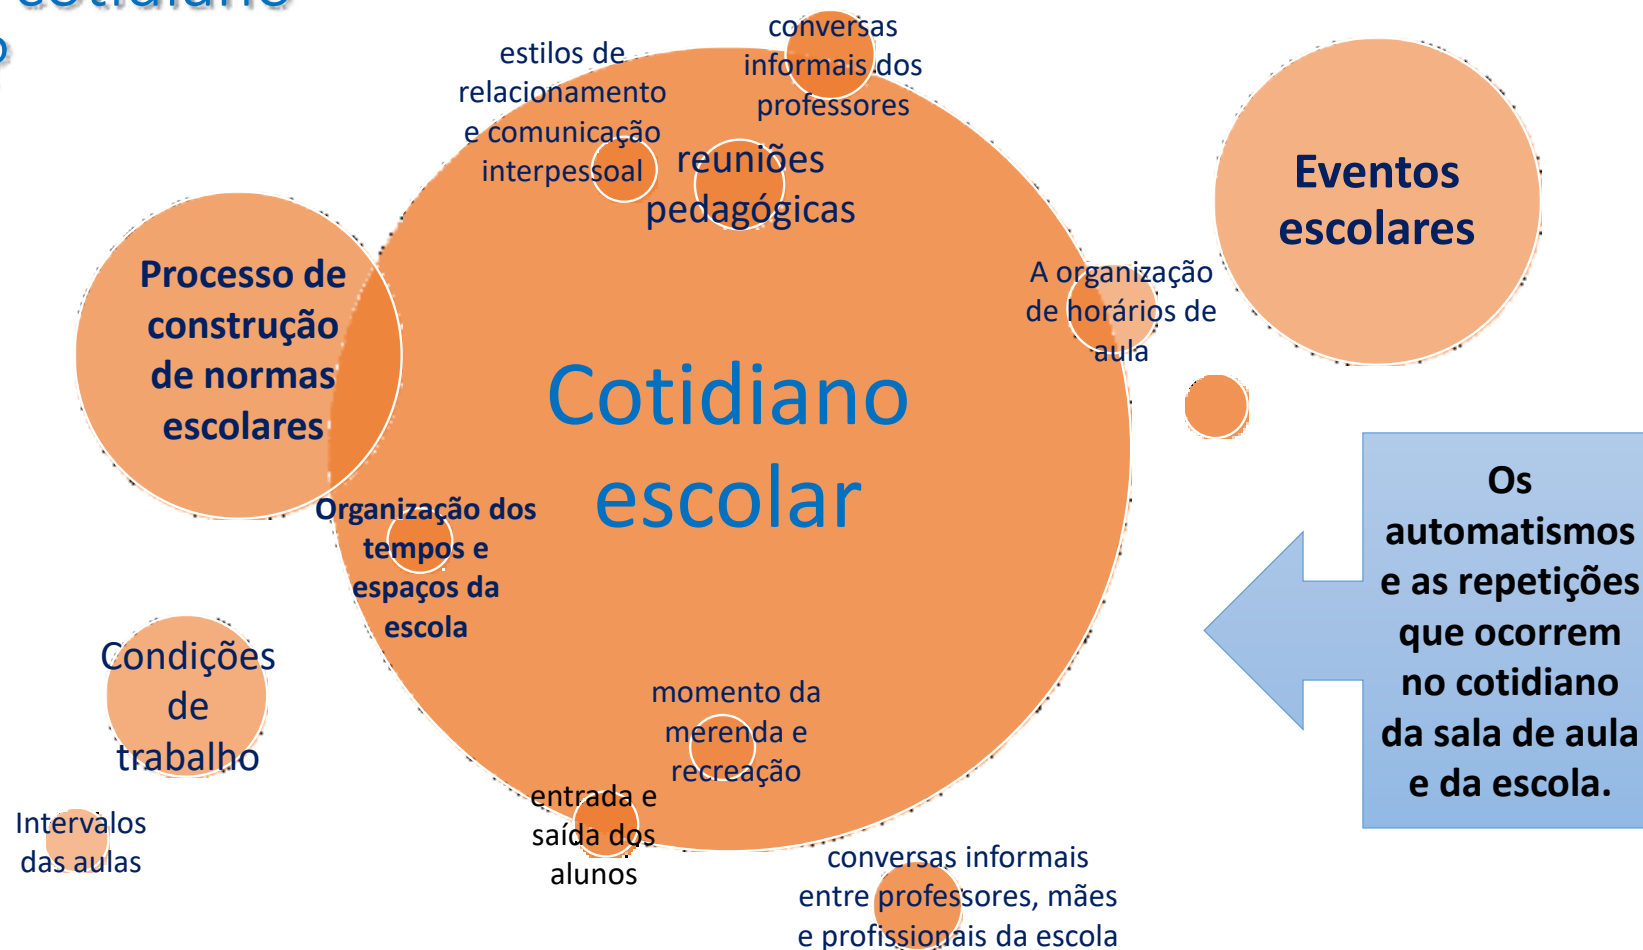 cotidiano
o
conversas
informais dos
professores
estilos de
relacionamento
e comunicação
interpessoal
reuniões
pedagógicas
Eventos
escolares
Processo de
construção
de normas
escolares
A organização
de horários de
aula
Cotidiano
escolar
Os
automatismos
e as repetições
que ocorrem
no cotidiano
da sala de aula
e da escola.
Organização dos
tempos e
espaços da
escola
Condições
de
trabalho
momento da
merenda e
recreação
entrada e
saída dos
alunos
Intervalos
das aulas
conversas informais
entre professores, mães
e profissionais da escola